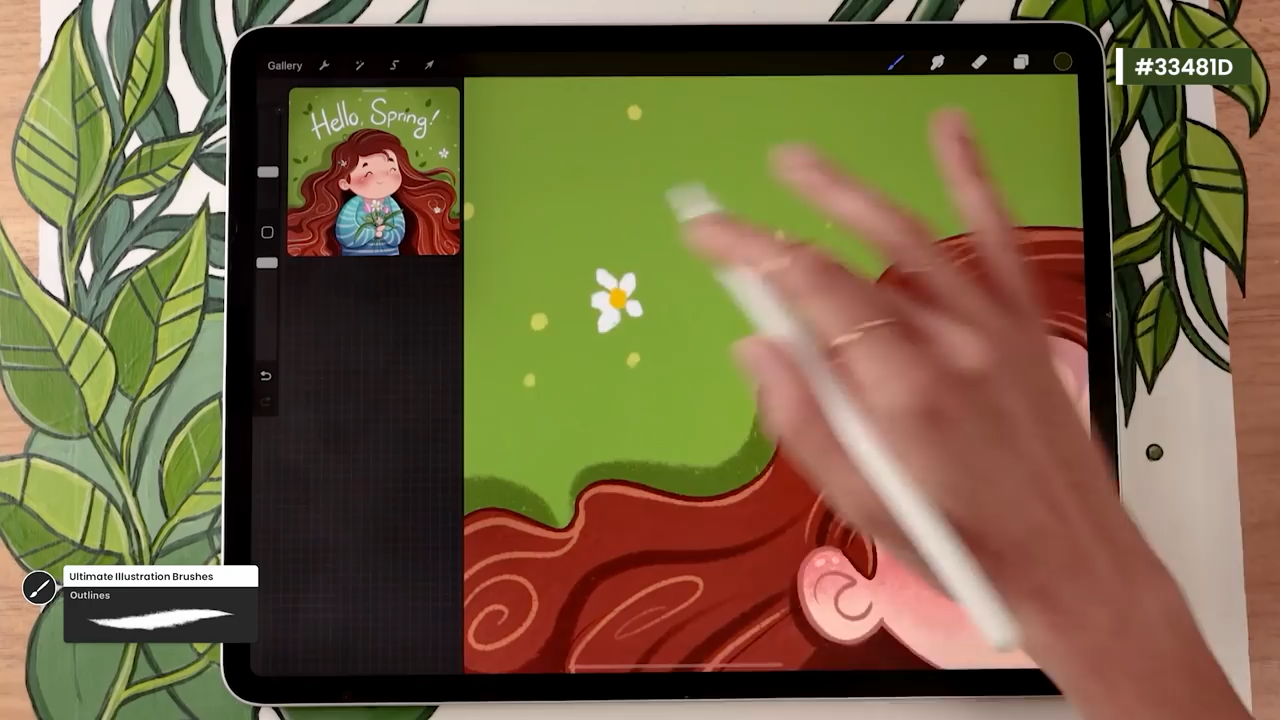 Gallery
#33481D
Hello, Spring!
Ultimate Illustration Brushes
Outlines